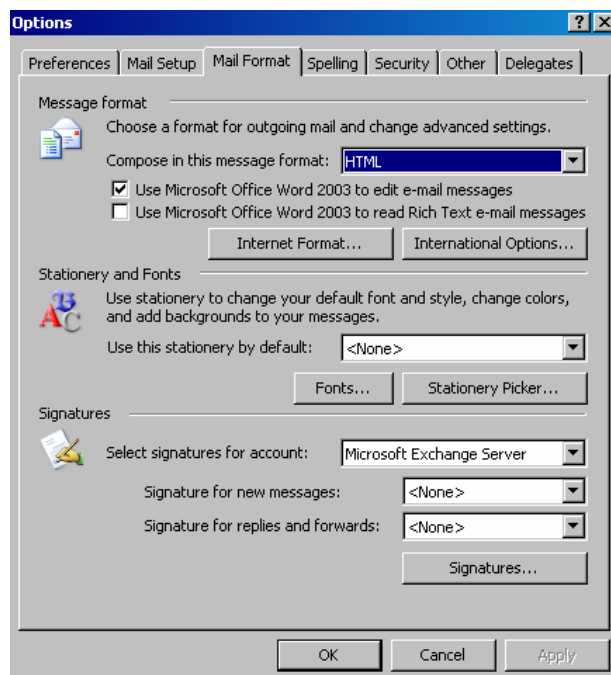 Options
Preferences Mail Setup Mail Format Spelling Security Other Delegates
Message format
Choose a format for outgoing mail and change advanced settings.
Compose in this message format: HTML
Use Microsoft Office Word 2003 to edit e-mail messages
Use Microsoft Office Word 2003 to read Rich Text e-mail messages
Internet Format... International Options...
Stationery and Fonts
Use stationery to change your default font and style, change colors,
and add backgrounds to your messages.
Use this stationery by default: <None>
Fonts... Stationery Picker...
Signatures
Select signatures for account: Microsoft Exchange Server
Signature for new messages: <None>
Signature for replies and forwards: <None>
Signatures...
OK Cancel Apply